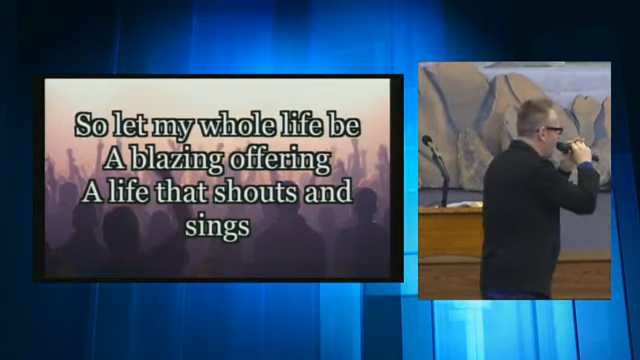 So let my whole life be
A blazing offering
A life that shouts and
sings